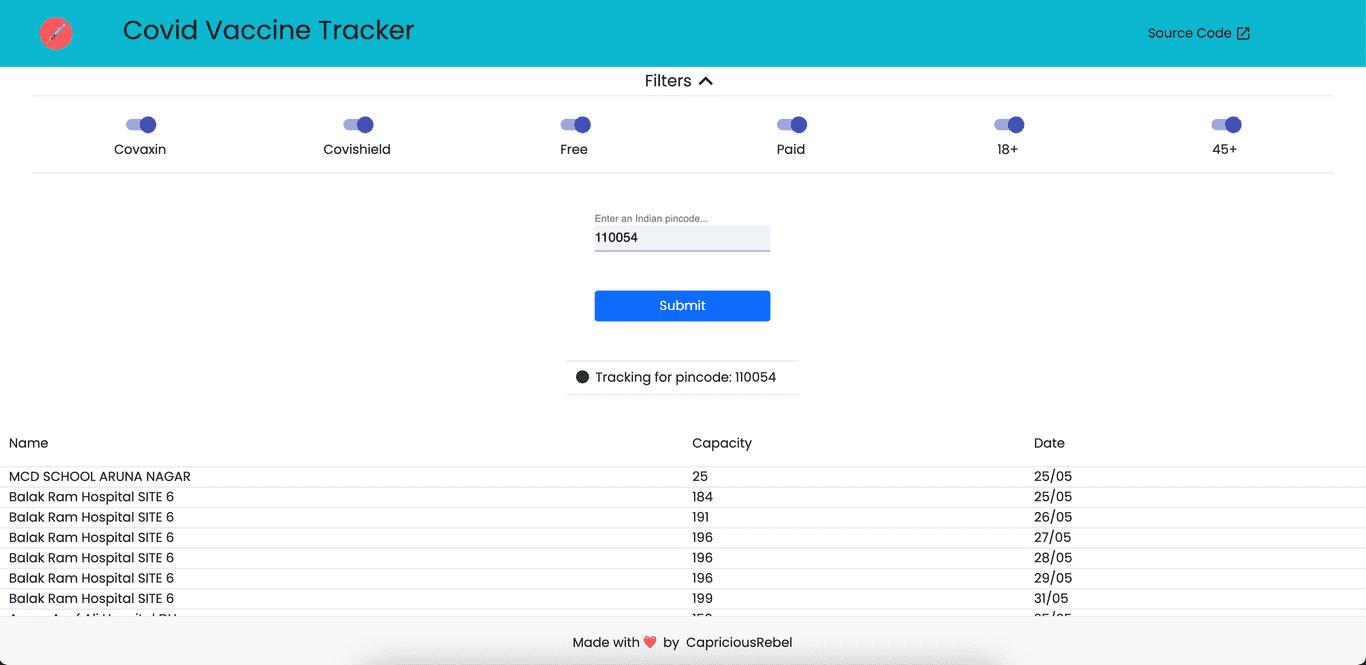 Covid Vaccine Tracker
Source Code
Filters
Covaxin Covishield Free Paid 18+ 45+
Enter an Indian pincode...
110054
Submit
Tracking for pincode: 110054
Name Capacity Date
MCD SCHOOL ARUNA NAGAR 25 25/05
Balak Ram Hospital SITE 6 184 25/05
Balak Ram Hospital SITE 6 191 26/05
Balak Ram Hospital SITE 6 196 27/05
Balak Ram Hospital SITE 6 196 28/05
Balak Ram Hospital SITE 6 196 29/05
Balak Ram Hospital SITE 6 199 31/05
Made with ❤️ by CapriciousRebel